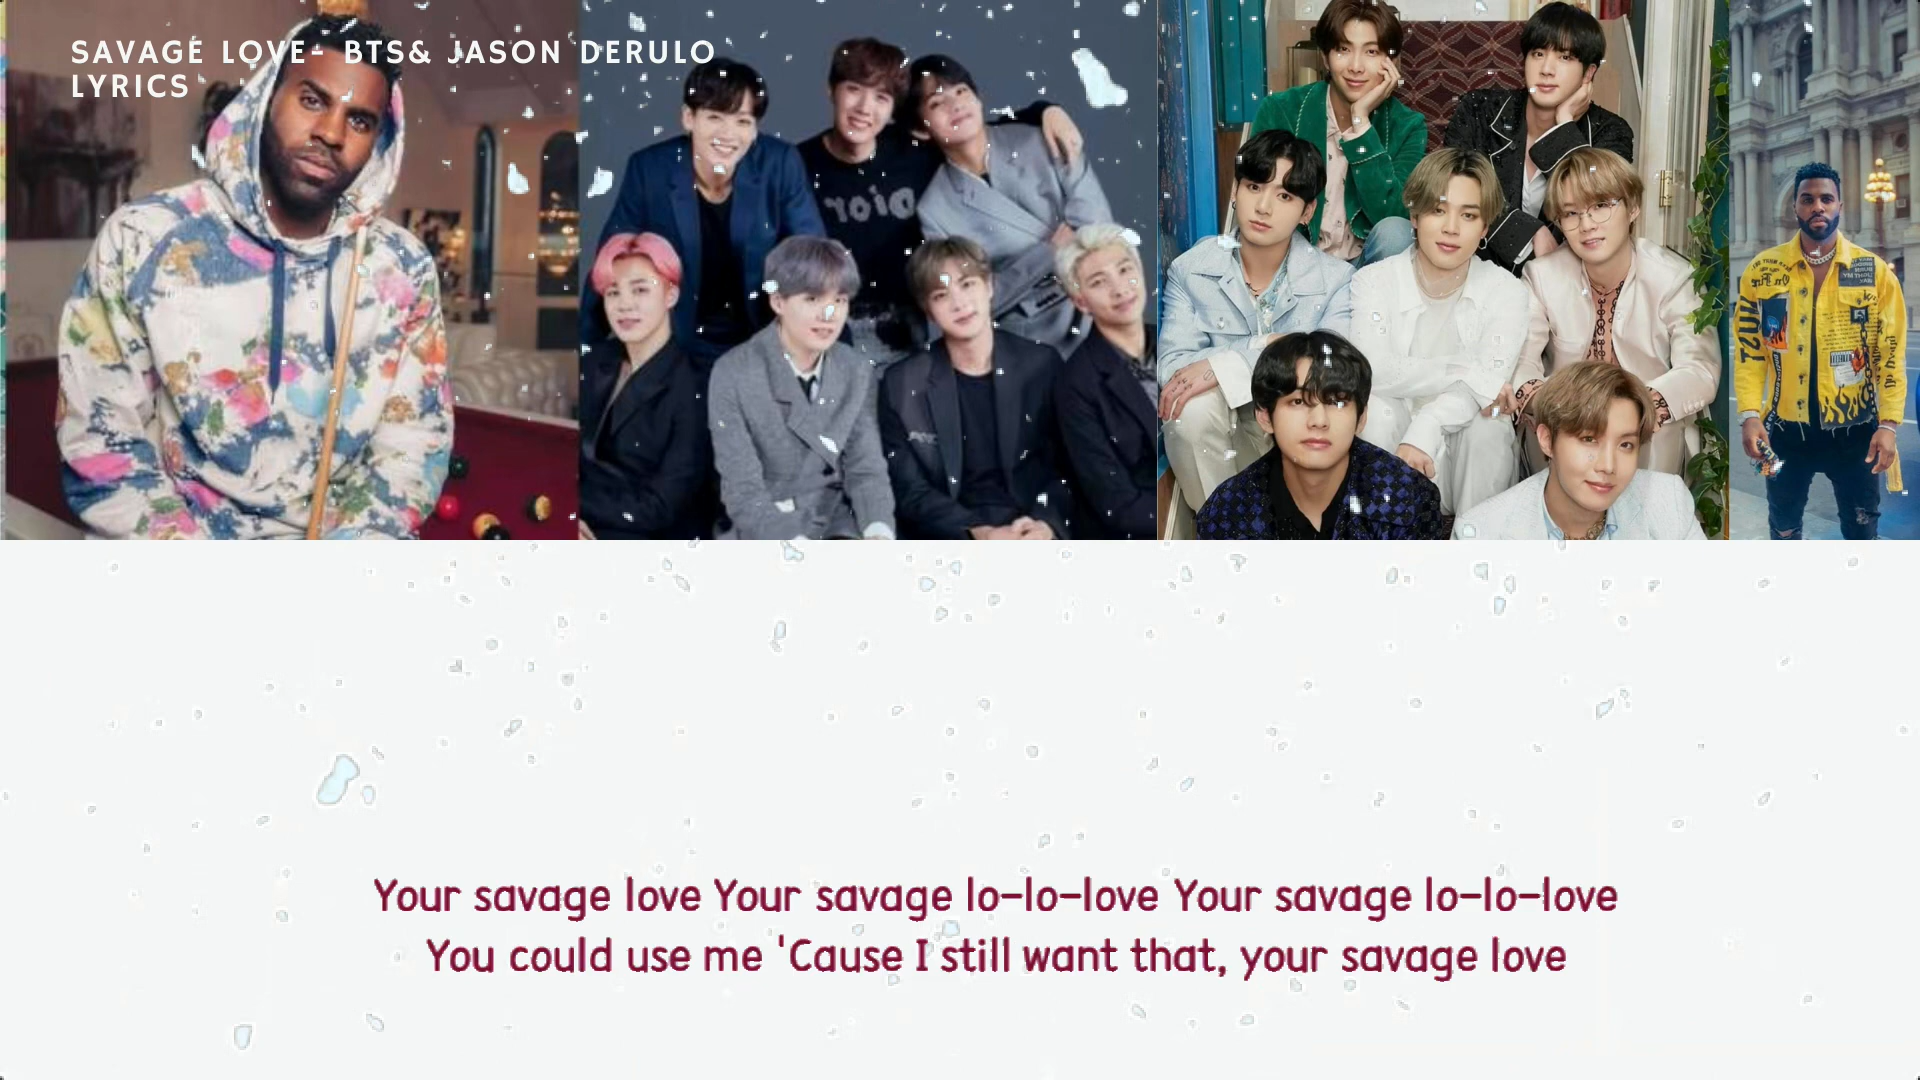 SAVAGE LOVE- BTS& JASON DERULO
LYRICS
Your savage love Your savage lo-lo-love Your savage lo-lo-love
You could use me 'Cause I still want that, your savage love